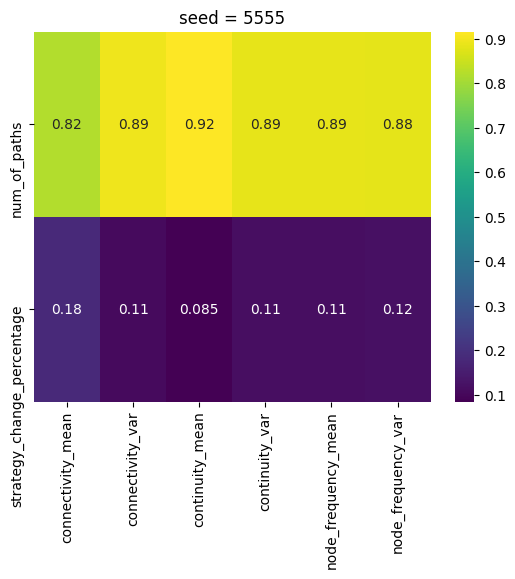 seed = 5555
num_of_paths
0.82 0.89 0.92 0.89 0.89 0.88
strategy_change_percentage
0.18 0.11 0.085 0.11 0.11 0.12
connectivity_mean
connectivity_var
continuity_mean
continuity_var
node_frequency_mean
node_frequency_var
0.9
0.8
0.7
0.6
0.5
0.4
0.3
0.2
0.1